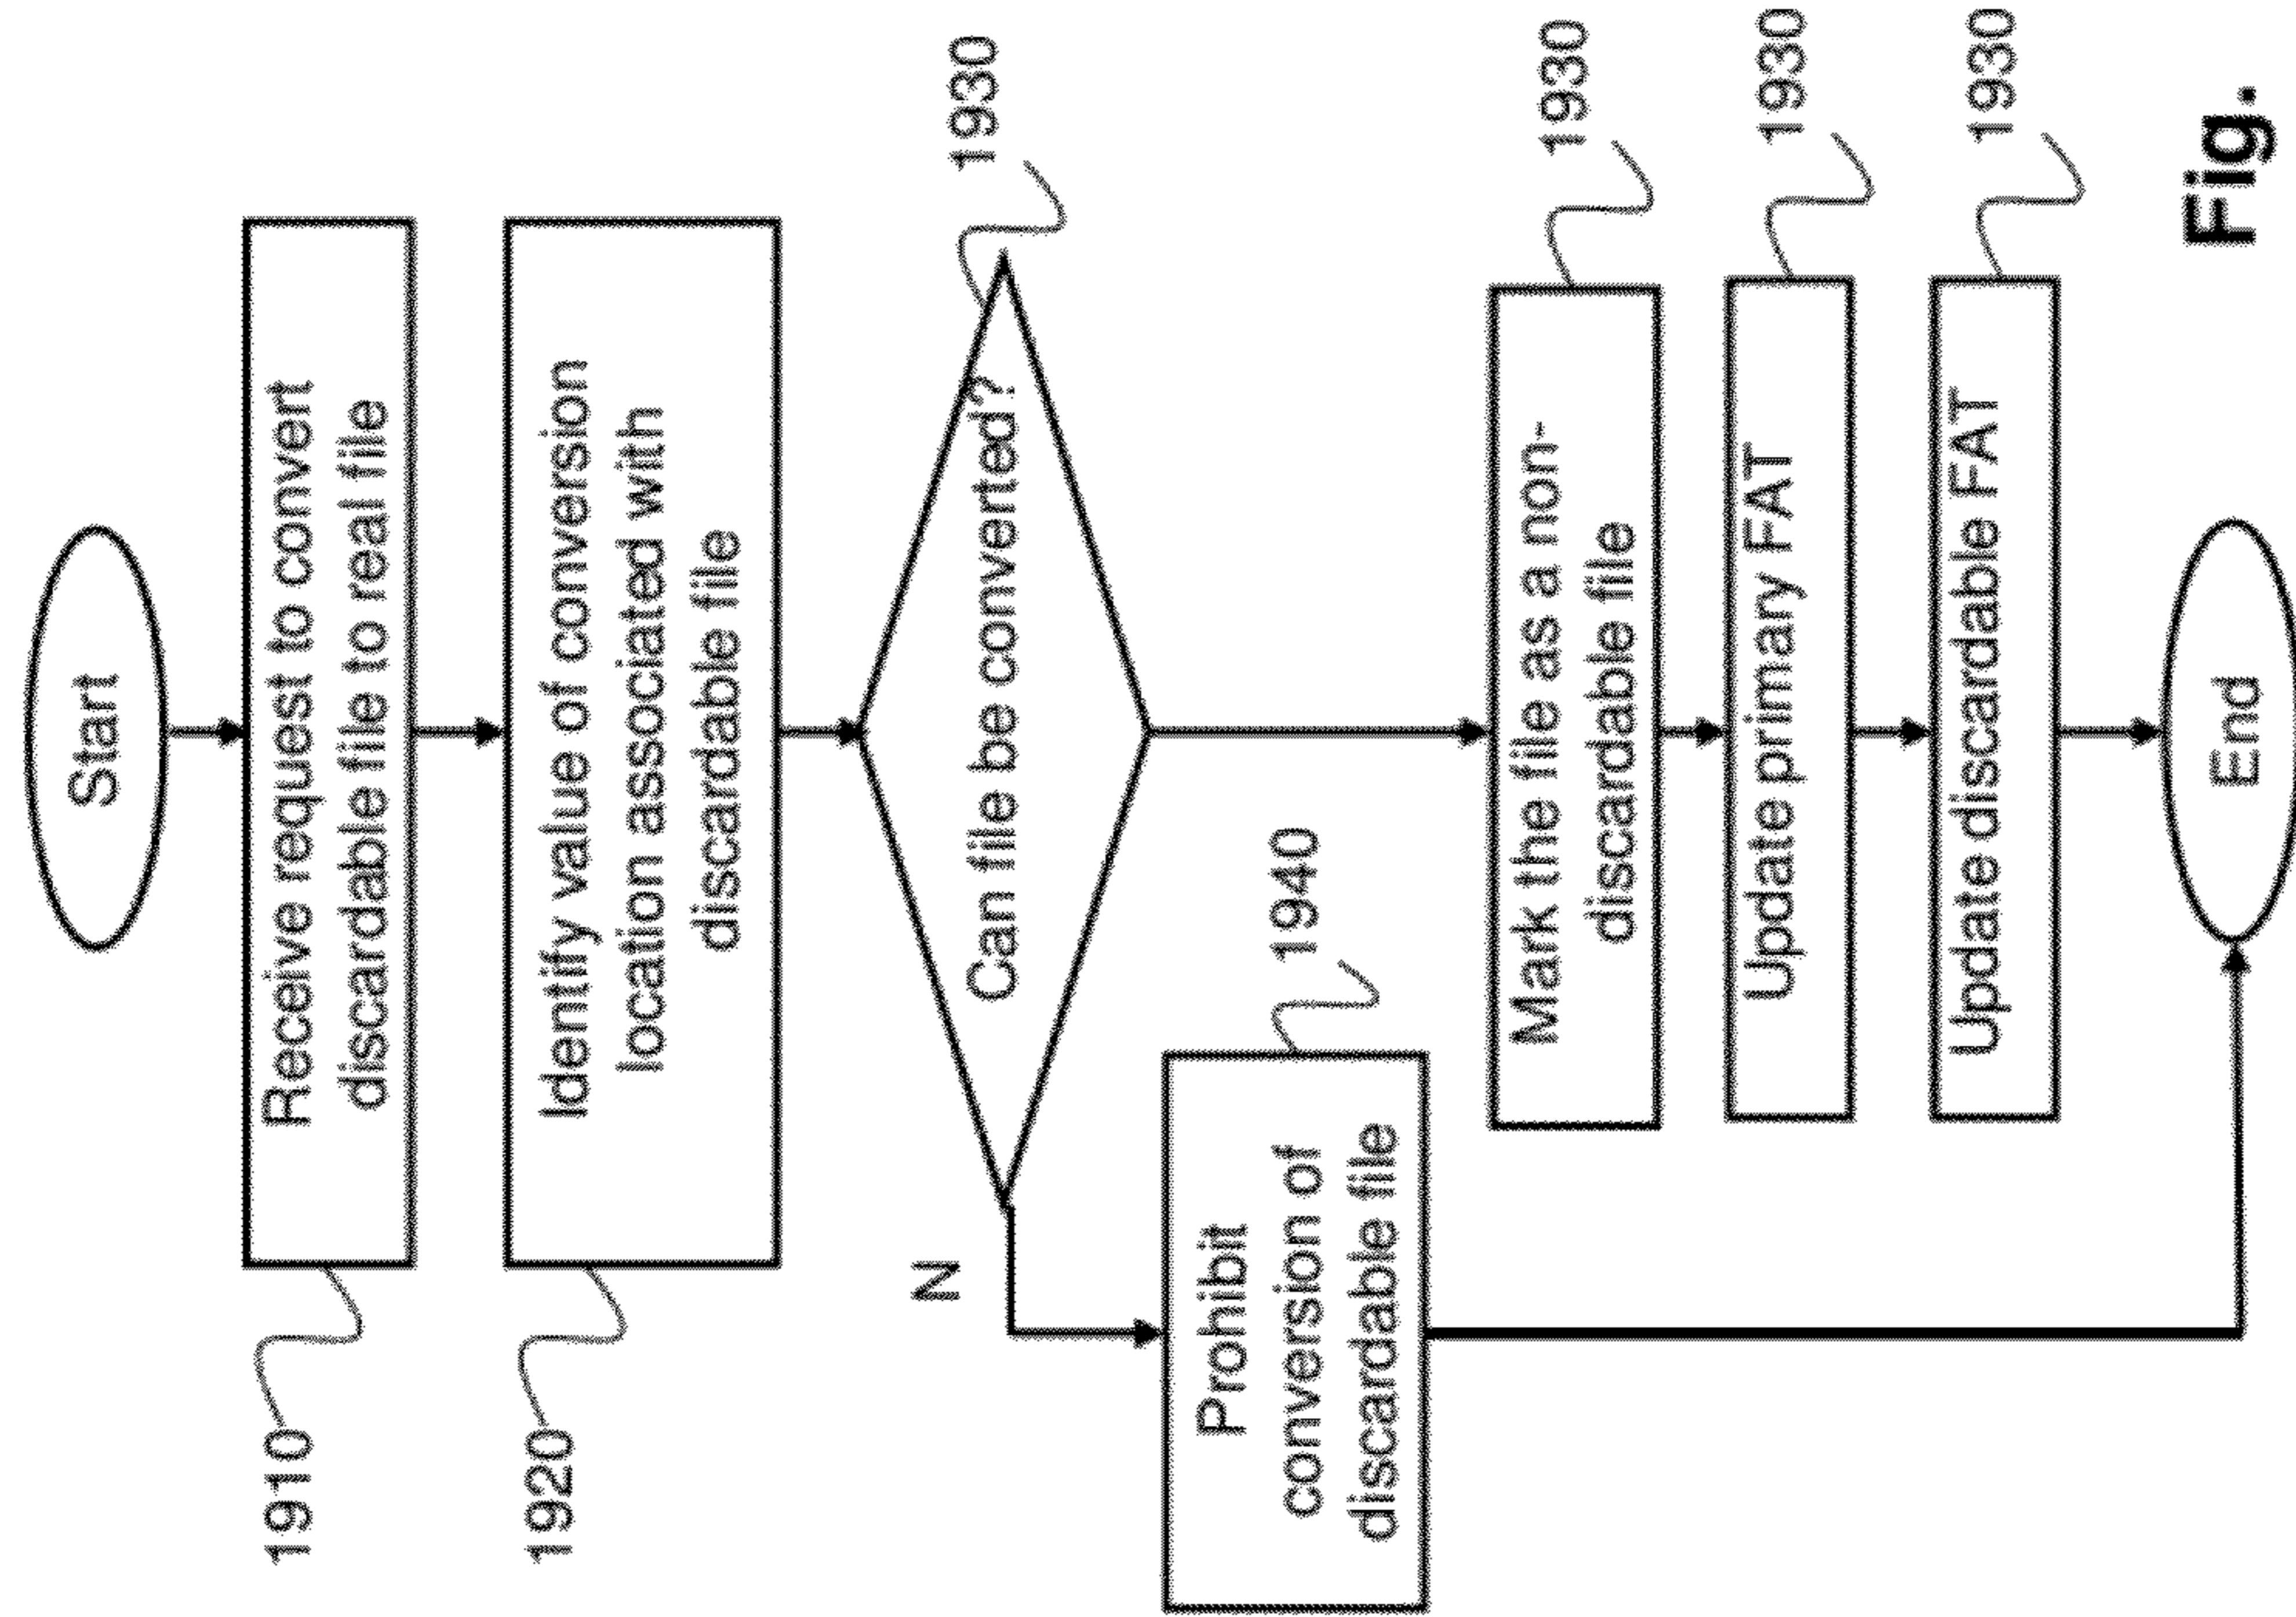 Start
1910
Receive request to convert
discardable file to real file
1920
Identify value of conversion
location associated with
discardable file
1930
Can file be converted?
N
1940
Prohibit
conversion of
discardable file
1930
Mark the file as a non-
discardable file
1930
Update primary FAT
1930
Update discardable FAT
End
Fig.